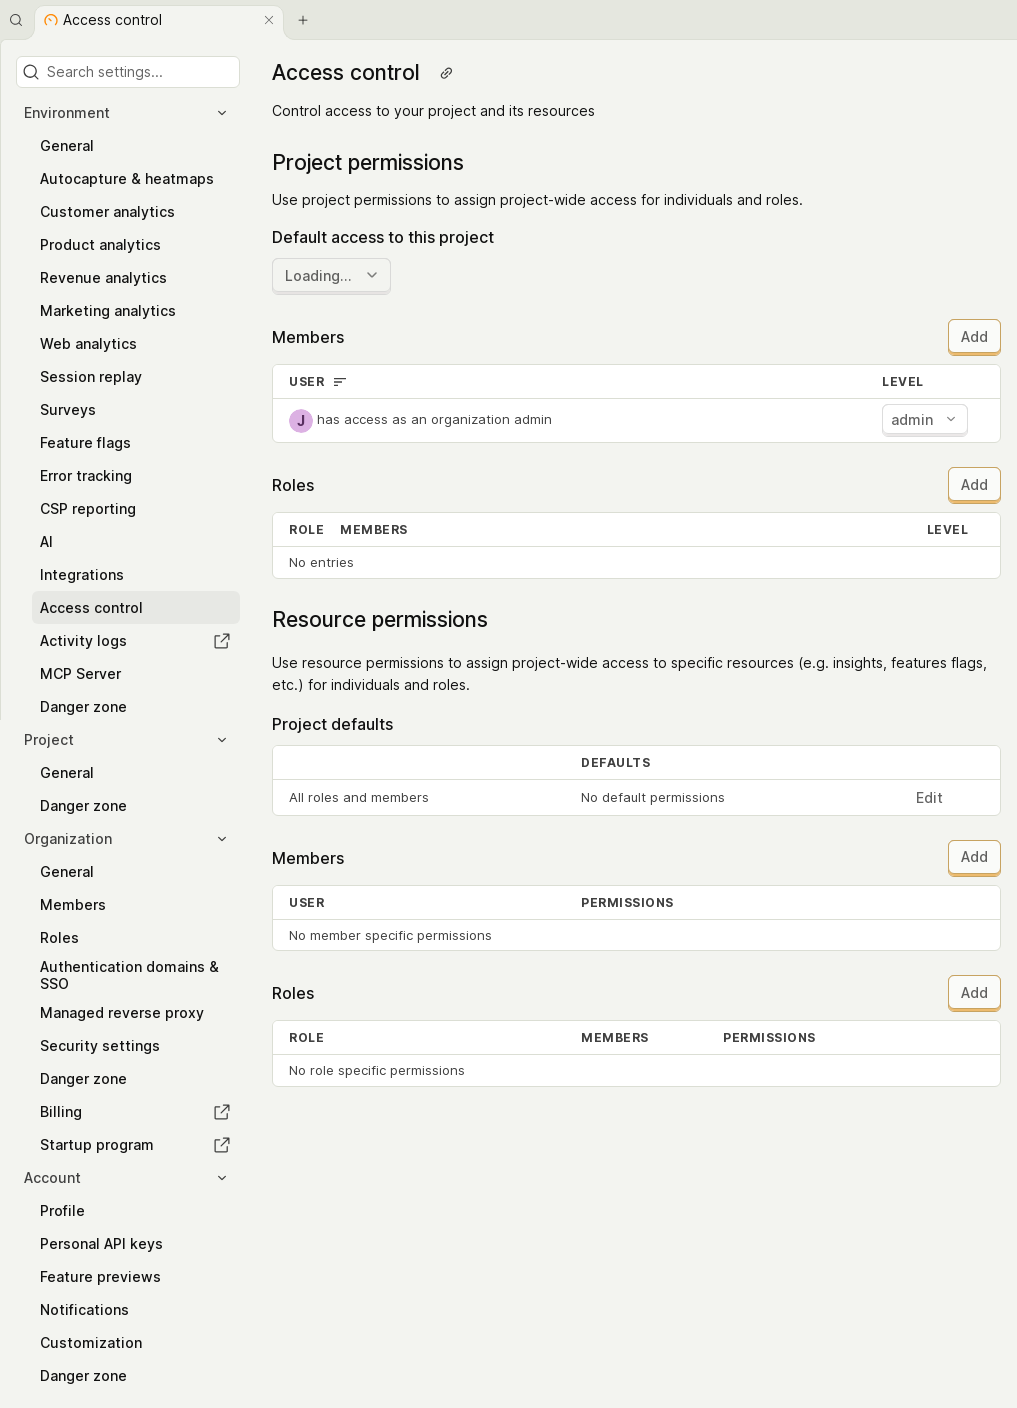 Access control
Search settings...
Environment
General
Autocapture & heatmaps
Customer analytics
Product analytics
Revenue analytics
Marketing analytics
Web analytics
Session replay
Surveys
Feature flags
Error tracking
CSP reporting
AI
Integrations
Access control
Activity logs
MCP Server
Danger zone
Project
General
Danger zone
Organization
General
Members
Roles
Authentication domains &
SSO
Managed reverse proxy
Security settings
Danger zone
Billing
Startup program
Account
Profile
Personal API keys
Feature previews
Notifications
Customization
Danger zone
Access control
Control access to your project and its resources
Project permissions
Use project permissions to assign project-wide access for individuals and roles.
Default access to this project
Loading...
Members Add
USER LEVEL
J has access as an organization admin admin
Roles Add
ROLE MEMBERS LEVEL
No entries
Resource permissions
Use resource permissions to assign project-wide access to specific resources (e.g. insights, features flags,
etc.) for individuals and roles.
Project defaults
DEFAULTS
All roles and members No default permissions Edit
Members Add
USER PERMISSIONS
No member specific permissions
Roles Add
ROLE MEMBERS PERMISSIONS
No role specific permissions